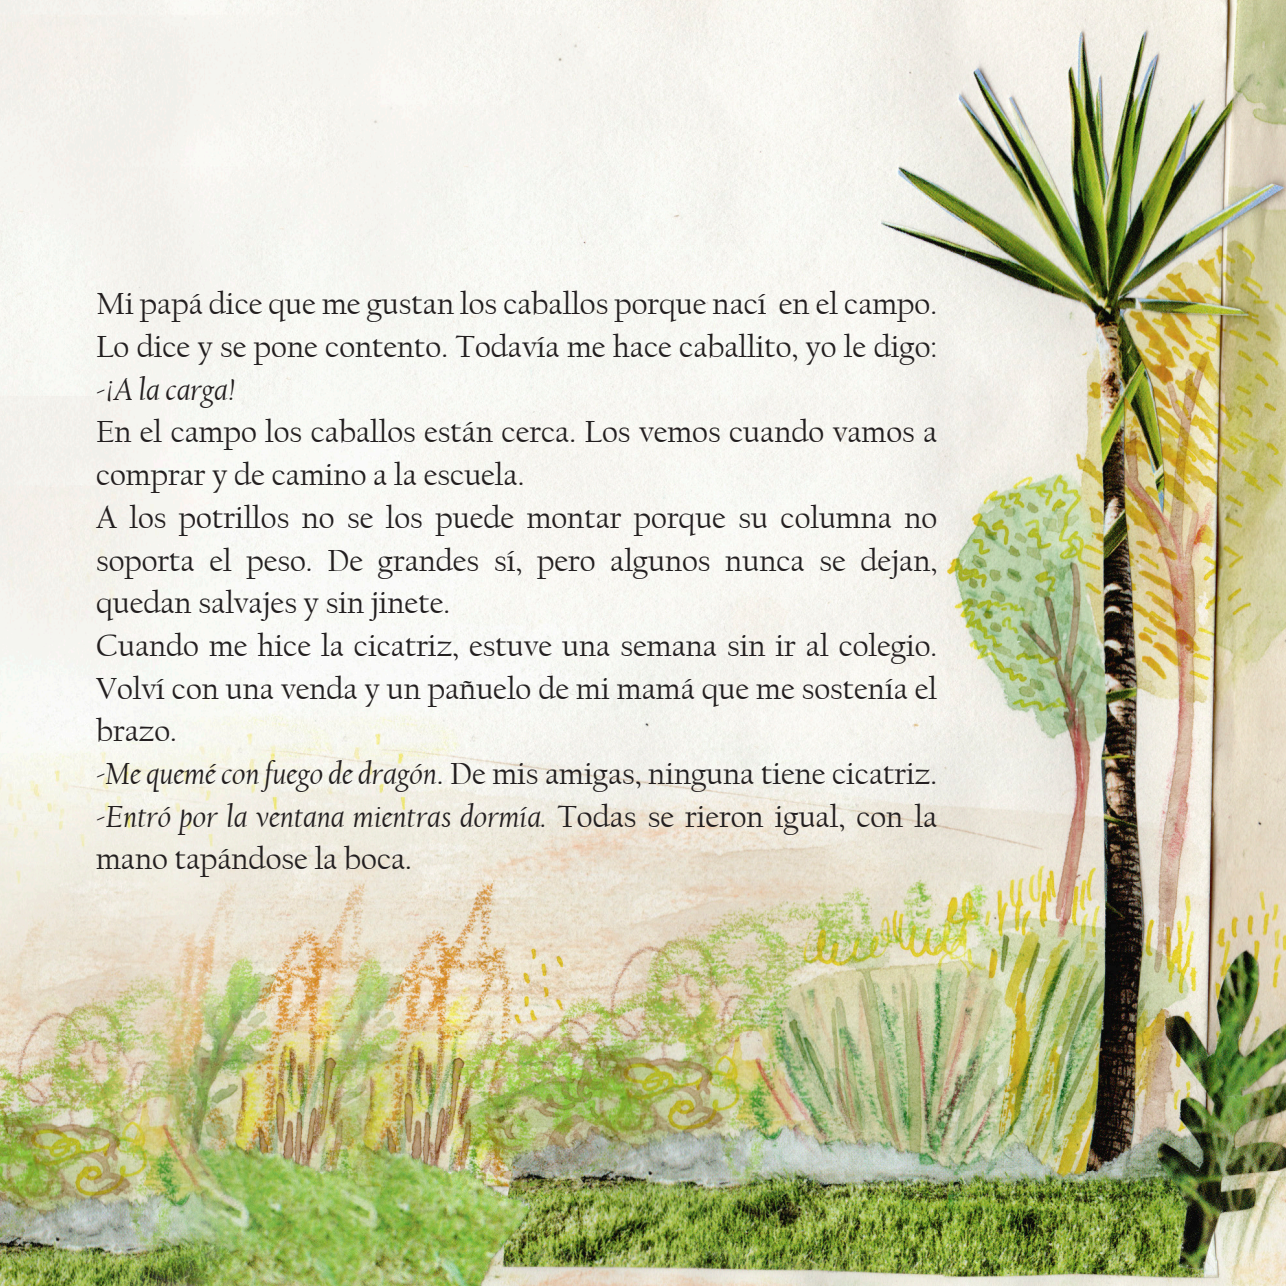 Mi papá dice que me gustan los caballos porque nací  en el campo.
Lo dice y se pone contento. Todavía me hace caballito, yo le digo:
-¡A la carga!
En el campo los caballos están cerca. Los vemos cuando vamos a
comprar y de camino a la escuela.
A los potrillos no se los puede montar porque su columna no
soporta el peso. De grandes sí, pero algunos nunca se dejan,
quedan salvajes y sin jinete.
Cuando me hice la cicatriz, estuve una semana sin ir al colegio.
Volví con una venda y un pañuelo de mi mamá que me sostenía el
brazo.
-Me quemé con fuego de dragón. De mis amigas, ninguna tiene cicatriz.
-Entró por la ventana mientras dormía. Todas se rieron igual, con la
mano tapándose la boca.